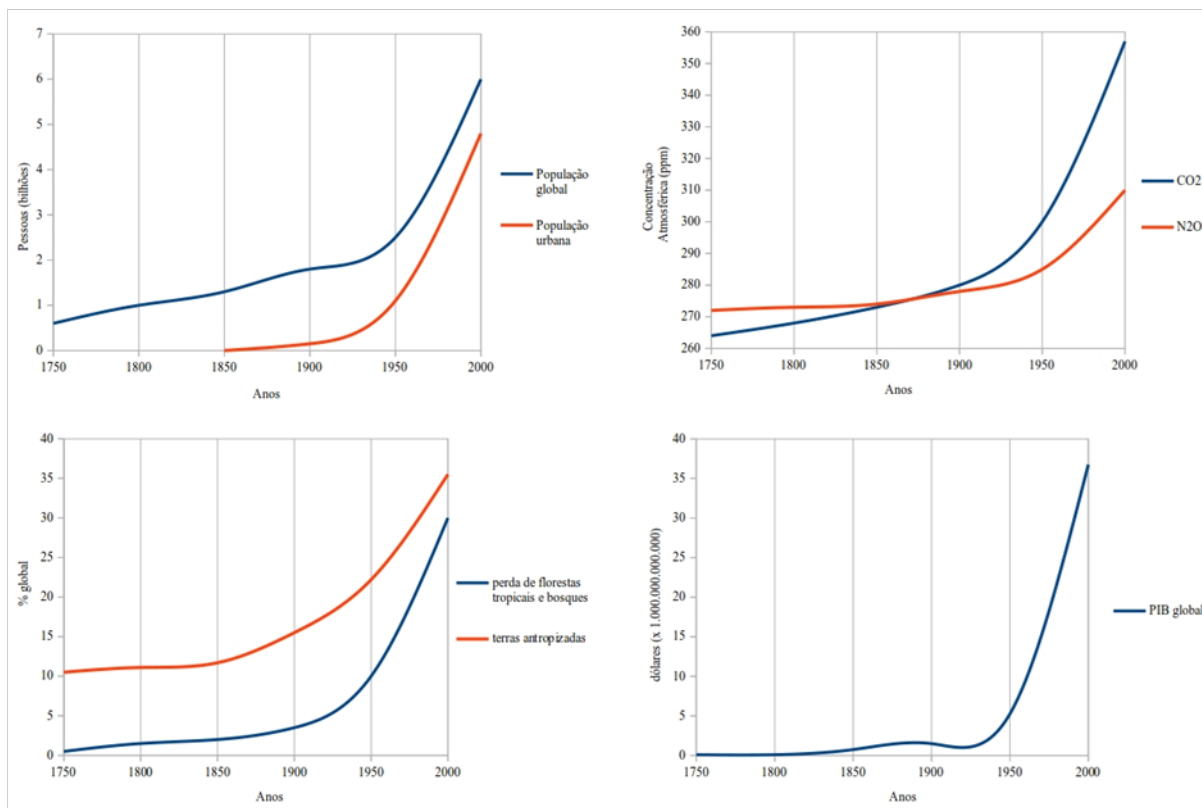 7
6
5
4
3
2
1
0
Pessoas (bilhões)
1750 1800 1850 1900 1950 2000
Anos
População
global
População
urbana
360
350
340
330
320
310
300
290
280
270
260
Concentração
Atmosférica (ppm)
1750 1800 1850 1900 1950 2000
Anos
CO2
N2O
40
35
30
25
20
15
10
5
0
% global
1750 1800 1850 1900 1950 2000
Anos
perda de florestas
tropicais e bosques
terras antropizadas
40
35
30
25
20
15
10
5
0
dólares (x 1.000.000.000.000)
1750 1800 1850 1900 1950 2000
Anos
PIB global